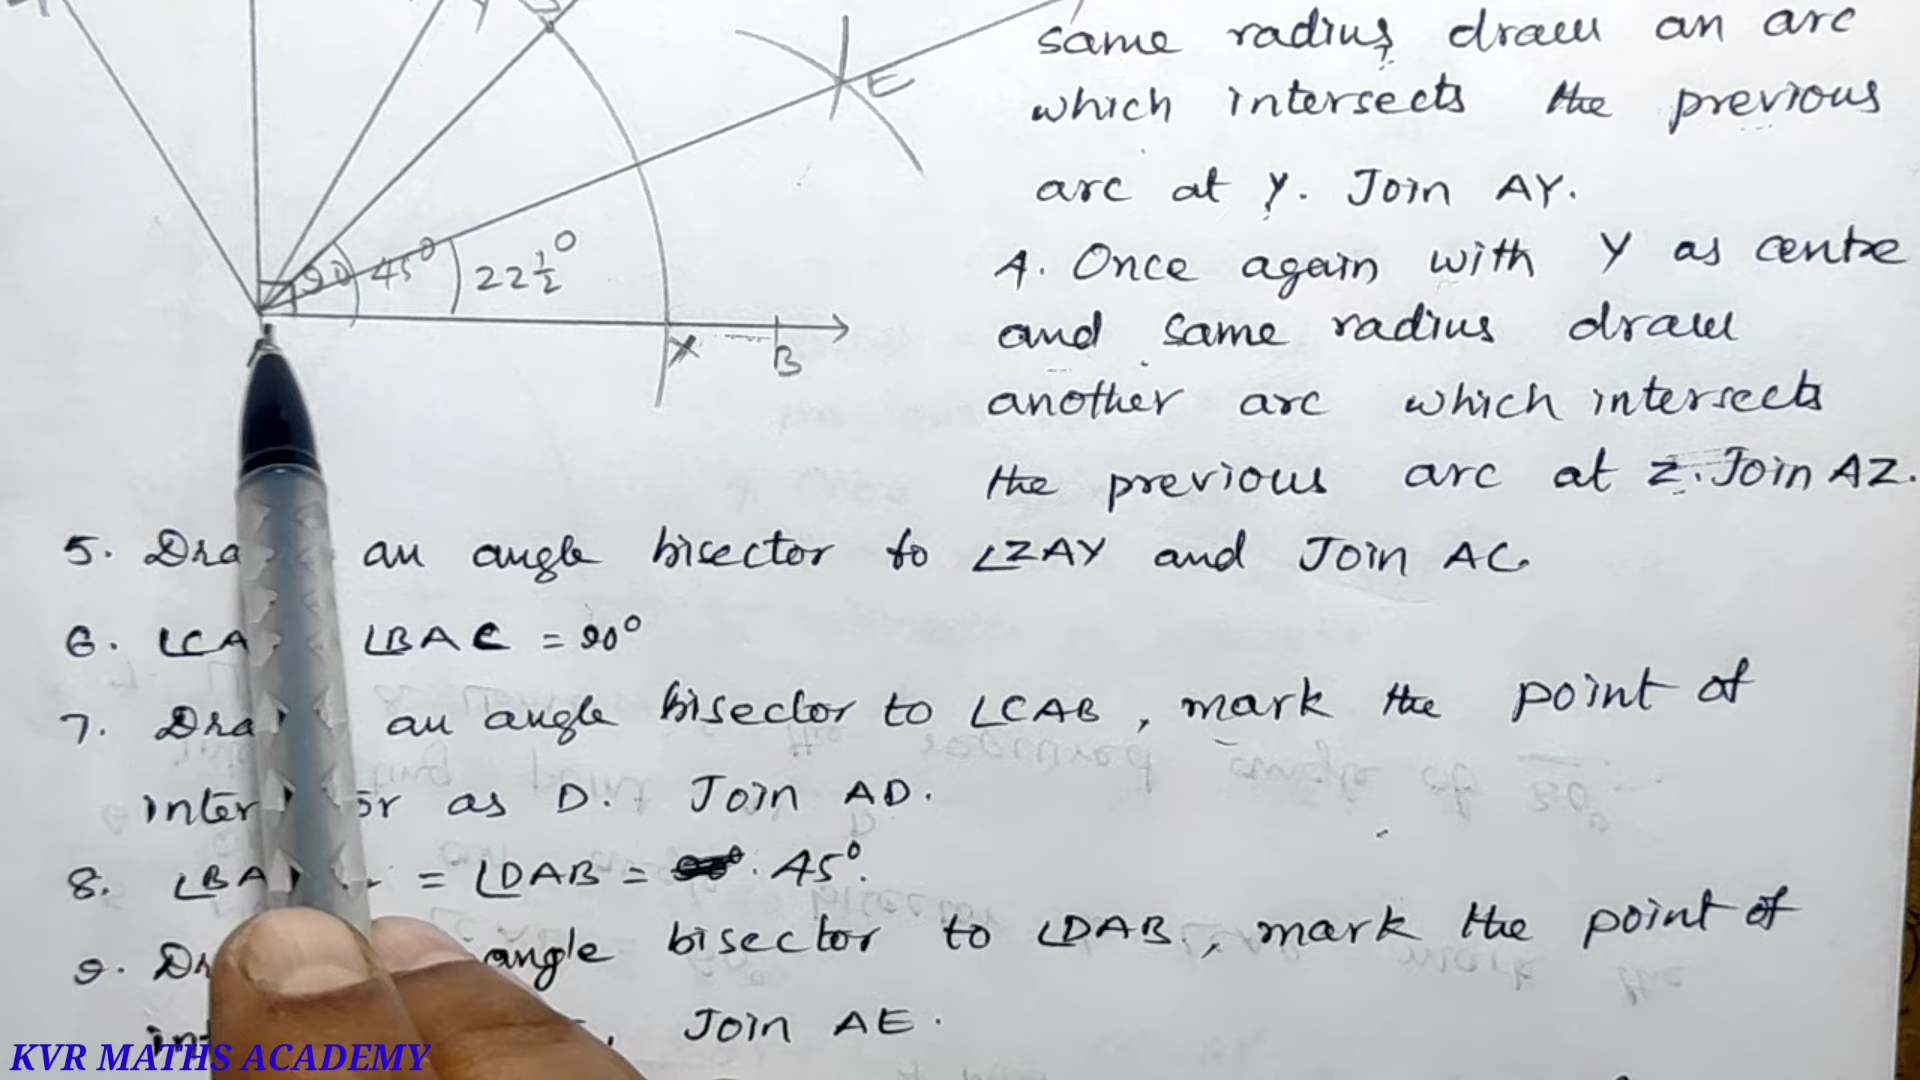 same radius draw an arc
which intersects the previous
arc at Y. Join AY.
4. Once again with Y as centre
and same radius draw
another arc which intersects
the previous arc at Z. Join AZ.
E
90 45° 22 1/2°
X B
5. an angle bisector to ∠ZAY and Join AC.
6. ∠BAC = 90°
7. an angle bisector to ∠CAB, mark the point of
as D. Join AD.
8. = ∠DAB = 45°.
9. angle bisector to ∠DAB, mark the point of
Join AE.
KVR MATHS ACADEMY